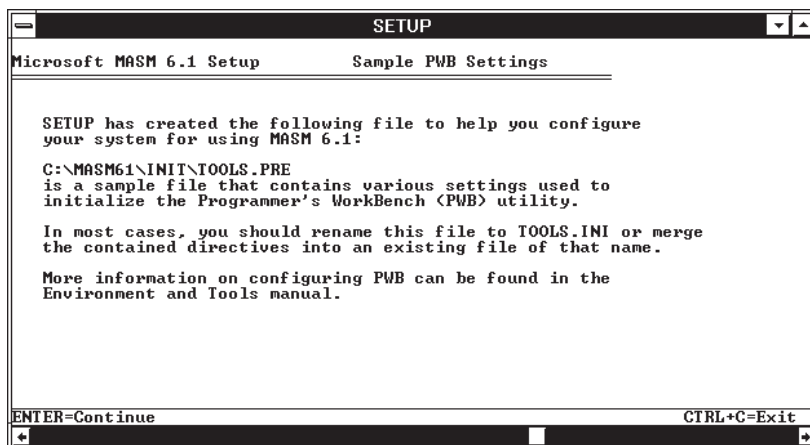 SETUP
Microsoft MASM 6.1 Setup Sample PWB Settings
SETUP has created the following file to help you configure
your system for using MASM 6.1:
C:\MASM61\INIT\TOOLS.PRE
is a sample file that contains various settings used to
initialize the Programmer's WorkBench (PWB) utility.
In most cases, you should rename this file to TOOLS.INI or merge
the contained directives into an existing file of that name.
More information on configuring PWB can be found in the
Environment and Tools manual.
ENTER=Continue CTRL+C=Exit